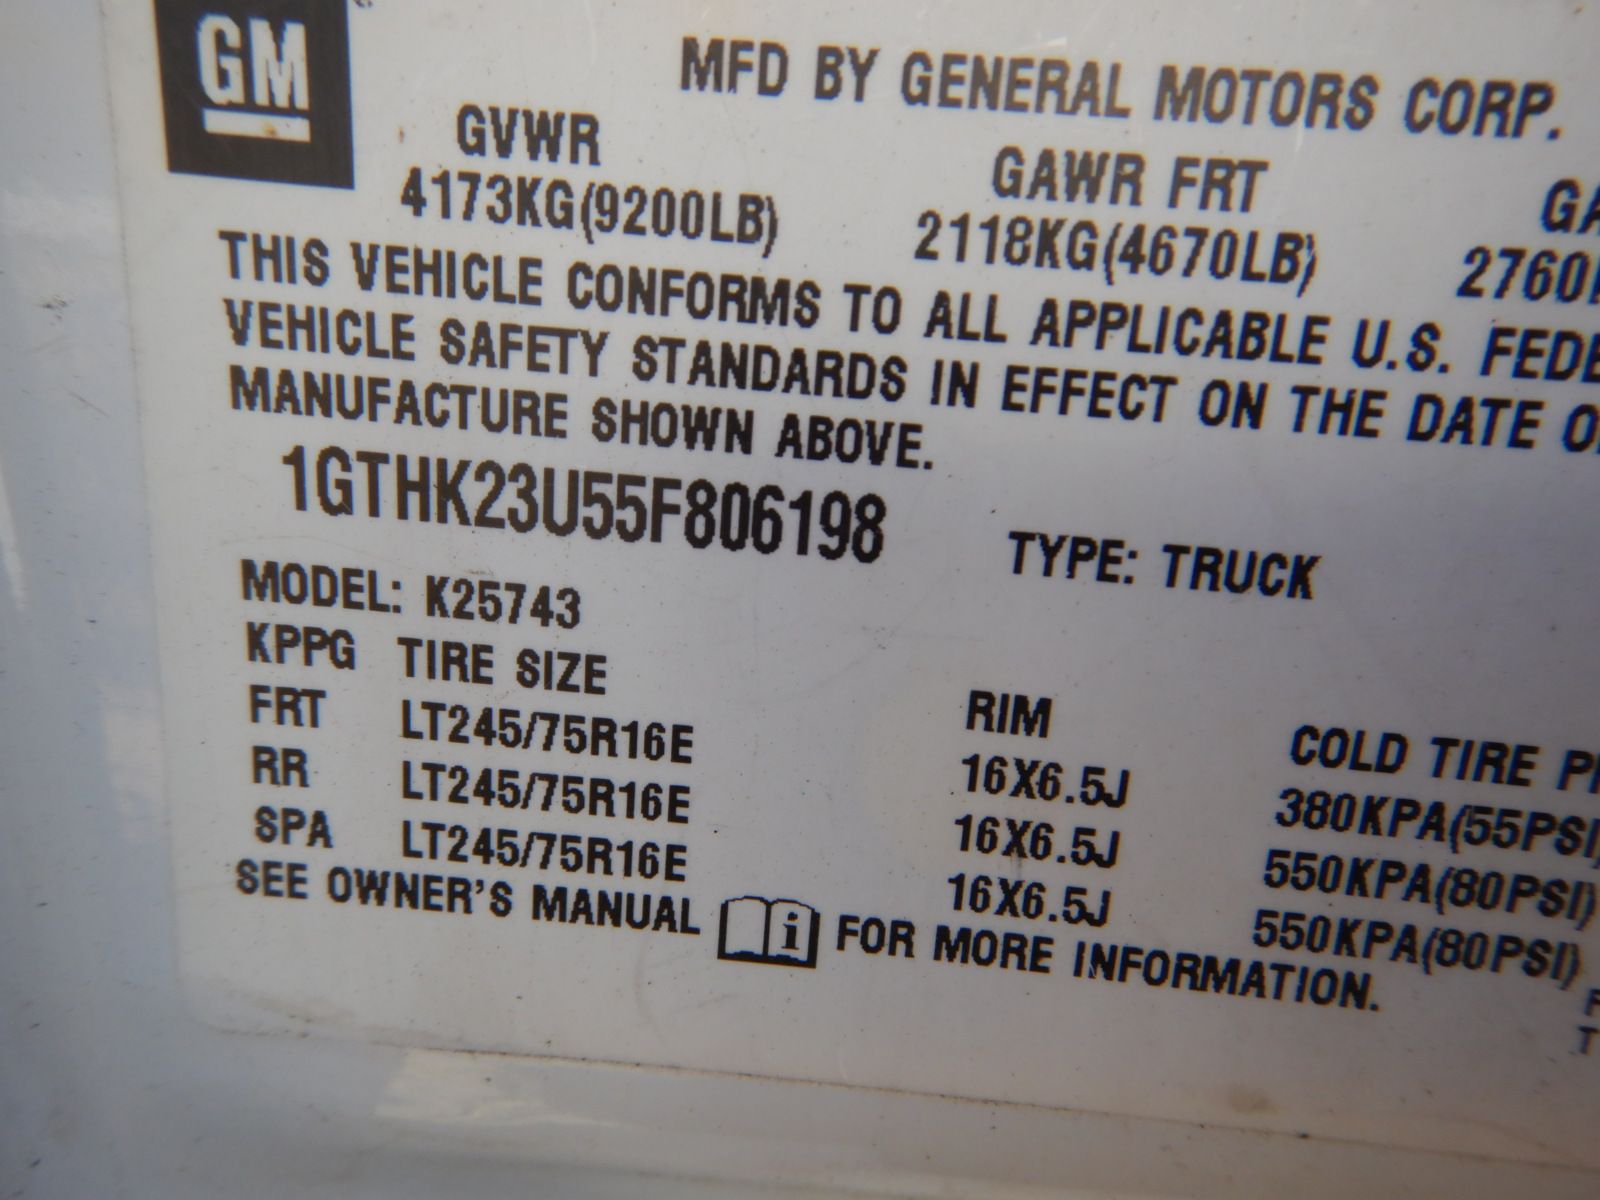 GM
MFD BY GENERAL MOTORS CORP.
GVWR GAWR FRT GA
4173KG(9200LB) 2118KG(4670LB) 2760
THIS VEHICLE CONFORMS TO ALL APPLICABLE U.S. FEDE
VEHICLE SAFETY STANDARDS IN EFFECT ON THE DATE O
MANUFACTURE SHOWN ABOVE.
1GTHK23U55F806198 TYPE: TRUCK
MODEL: K25743
KPPG TIRE SIZE RIM COLD TIRE P
FRT LT245/75R16E 16X6.5J 380KPA(55PSI)
RR LT245/75R16E 16X6.5J 550KPA(80PSI)
SPA LT245/75R16E 16X6.5J 550KPA(80PSI)
SEE OWNER'S MANUAL i FOR MORE INFORMATION.